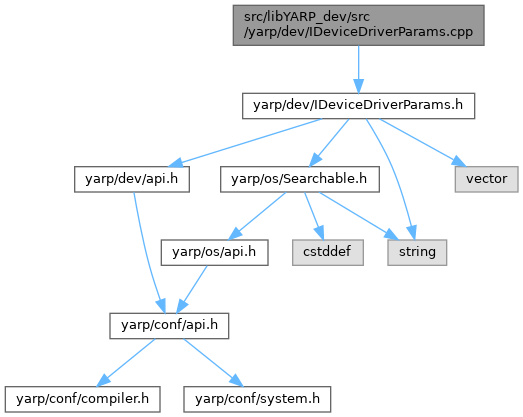 src/libYARP_dev/src
/yarp/dev/IDeviceDriverParams.cpp
yarp/dev/IDeviceDriverParams.h
yarp/dev/api.h
yarp/os/Searchable.h
vector
yarp/os/api.h
cstddef
string
yarp/conf/api.h
yarp/conf/compiler.h
yarp/conf/system.h